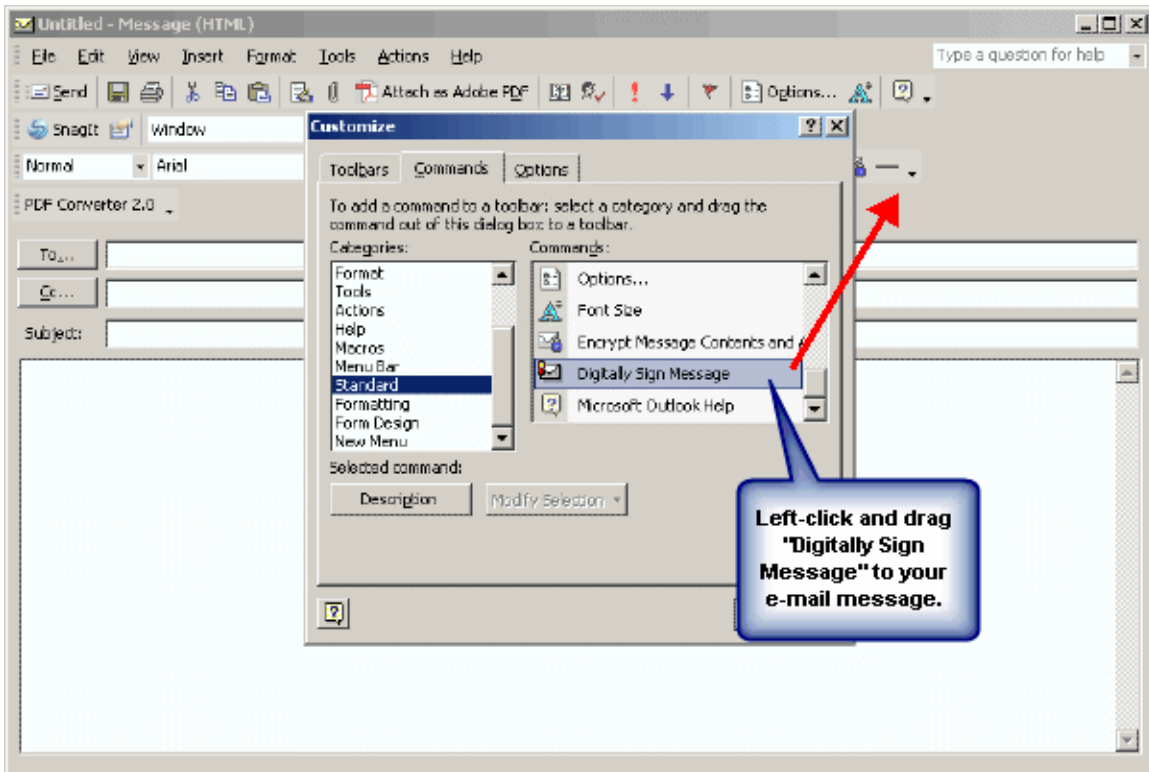 Untitled - Message (HTML)
File Edit View Insert Format Tools Actions Help Type a question for help
Send Attach as Adobe PDF Options...
SnagIt Window
Customize
Normal Arial
Toolbars Commands Options
PDF Converter 2.0
To add a command to a toolbar: select a category and drag the
command out of this dialog box to a toolbar.
To...
Cc...
Subject:
Categories:
Format
Tools
Actions
Help
Macros
Menu Bar
Standard
Formatting
Form Design
New Menu
Commands:
Options...
Font Size
Encrypt Message Contents and
Digitally Sign Message
Microsoft Outlook Help
Selected command:
Description Modify Selection
Left-click and drag
"Digitally Sign
Message" to your
e-mail message.